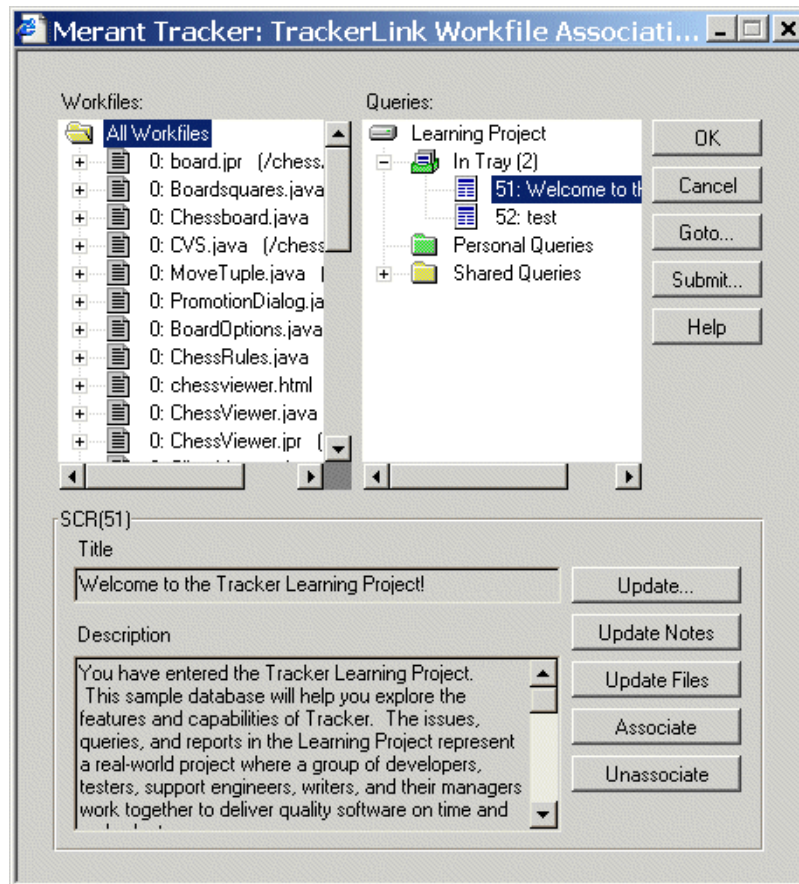 Merant Tracker: TrackerLink Workfile Associati...
Workfiles:
All Workfiles
0: board.jpr (/chess.
0: Boardsquares.java
0: Chessboard.java
0: CVS.java (/chess
0: MoveTuple.java (
0: PromotionDialog.ja
0: BoardOptions.java
0: ChessRules.java
0: chessviewer.html
0: ChessViewer.java
0: ChessViewer.jpr (
Queries:
Learning Project
In Tray (2)
51: Welcome to th
52: test
Personal Queries
Shared Queries
OK
Cancel
Goto...
Submit...
Help
SCR(51)
Title
Welcome to the Tracker Learning Project!
Update...
Description
Update Notes
Update Files
Associate
Unassociate
You have entered the Tracker Learning Project.
This sample database will help you explore the
features and capabilities of Tracker. The issues,
queries, and reports in the Learning Project represent
a real-world project where a group of developers,
testers, support engineers, writers, and their managers
work together to deliver quality software on time and